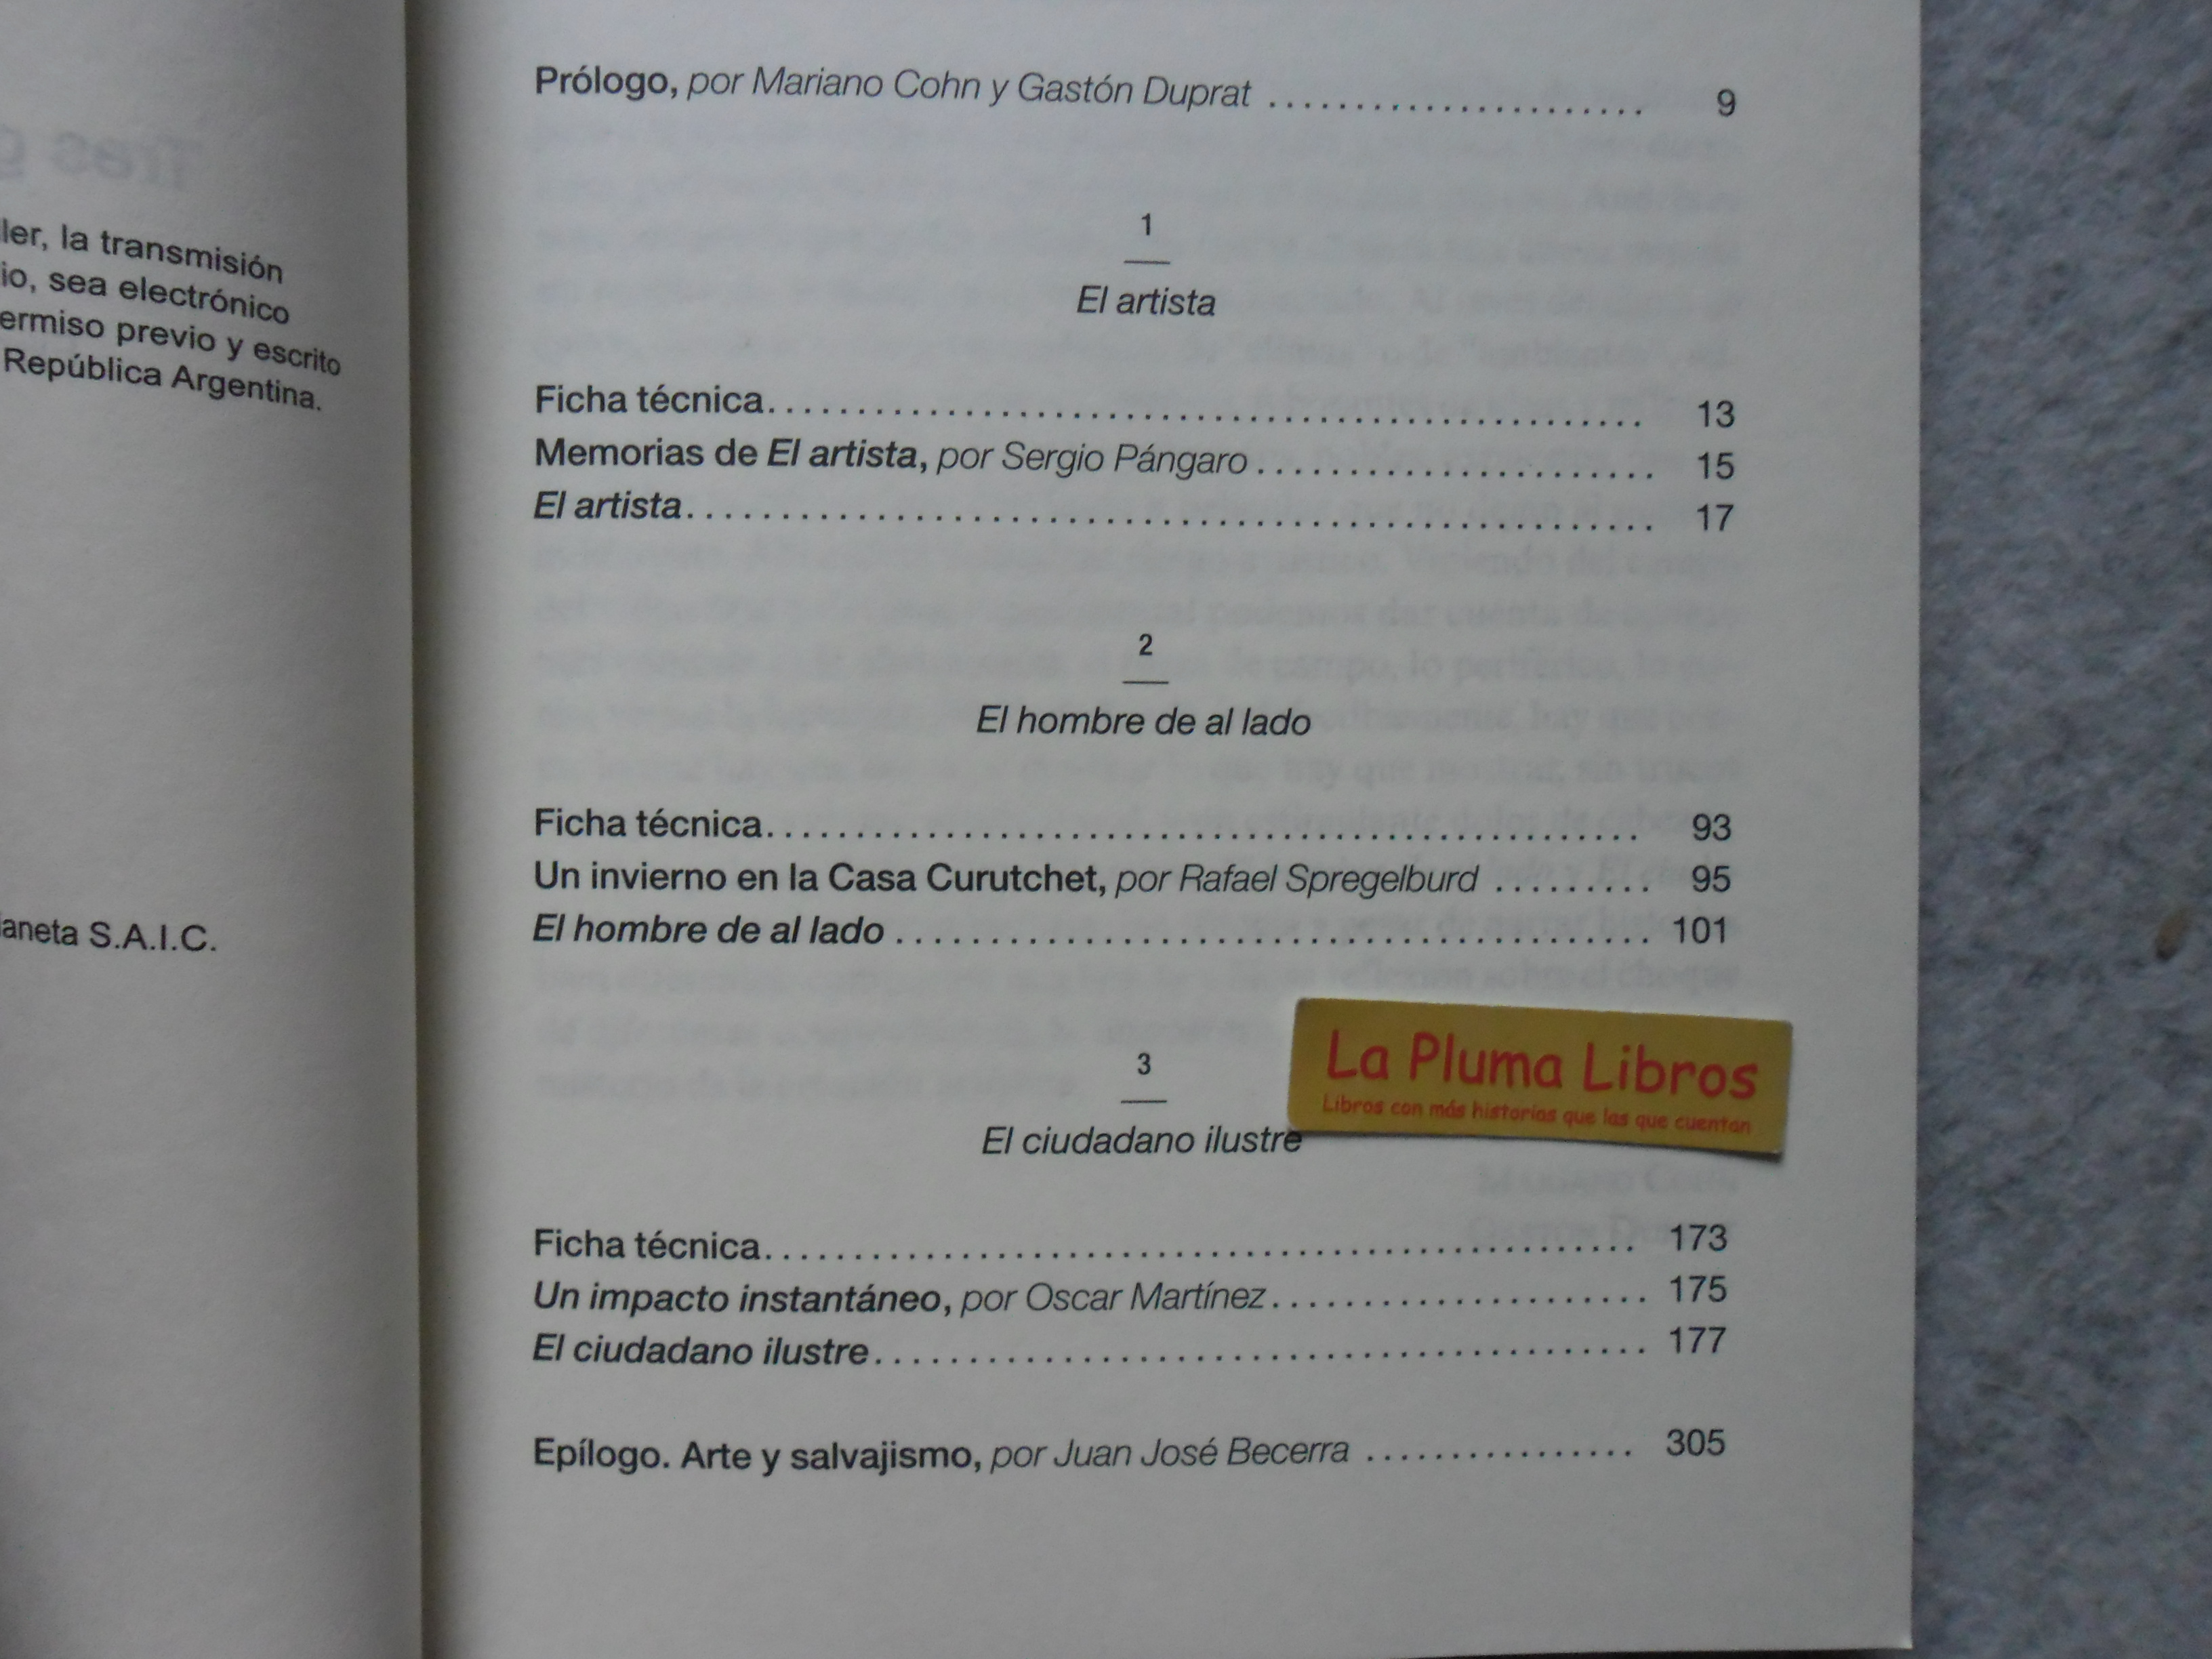 Tres
ler, la transmisión
io, sea electrónico
ermiso previo y escrito
República Argentina.
aneta S.A.I.C.
Prólogo, por Mariano Cohn y Gastón Duprat ...................... 9
1
El artista
Ficha técnica.................................................. 13
Memorias de El artista, por Sergio Pángaro...................... 15
El artista...................................................... 17
2
El hombre de al lado
Ficha técnica.................................................. 93
Un invierno en la Casa Curutchet, por Rafael Spregelburd ......... 95
El hombre de al lado .......................................... 101
3
El ciudadano ilustre
La Pluma Libros
Libros con más historias que las que cuentan
Ficha técnica.................................................. 173
Un impacto instantáneo, por Oscar Martínez..................... 175
El ciudadano ilustre........................................... 177
Epílogo. Arte y salvajismo, por Juan José Becerra ................ 305